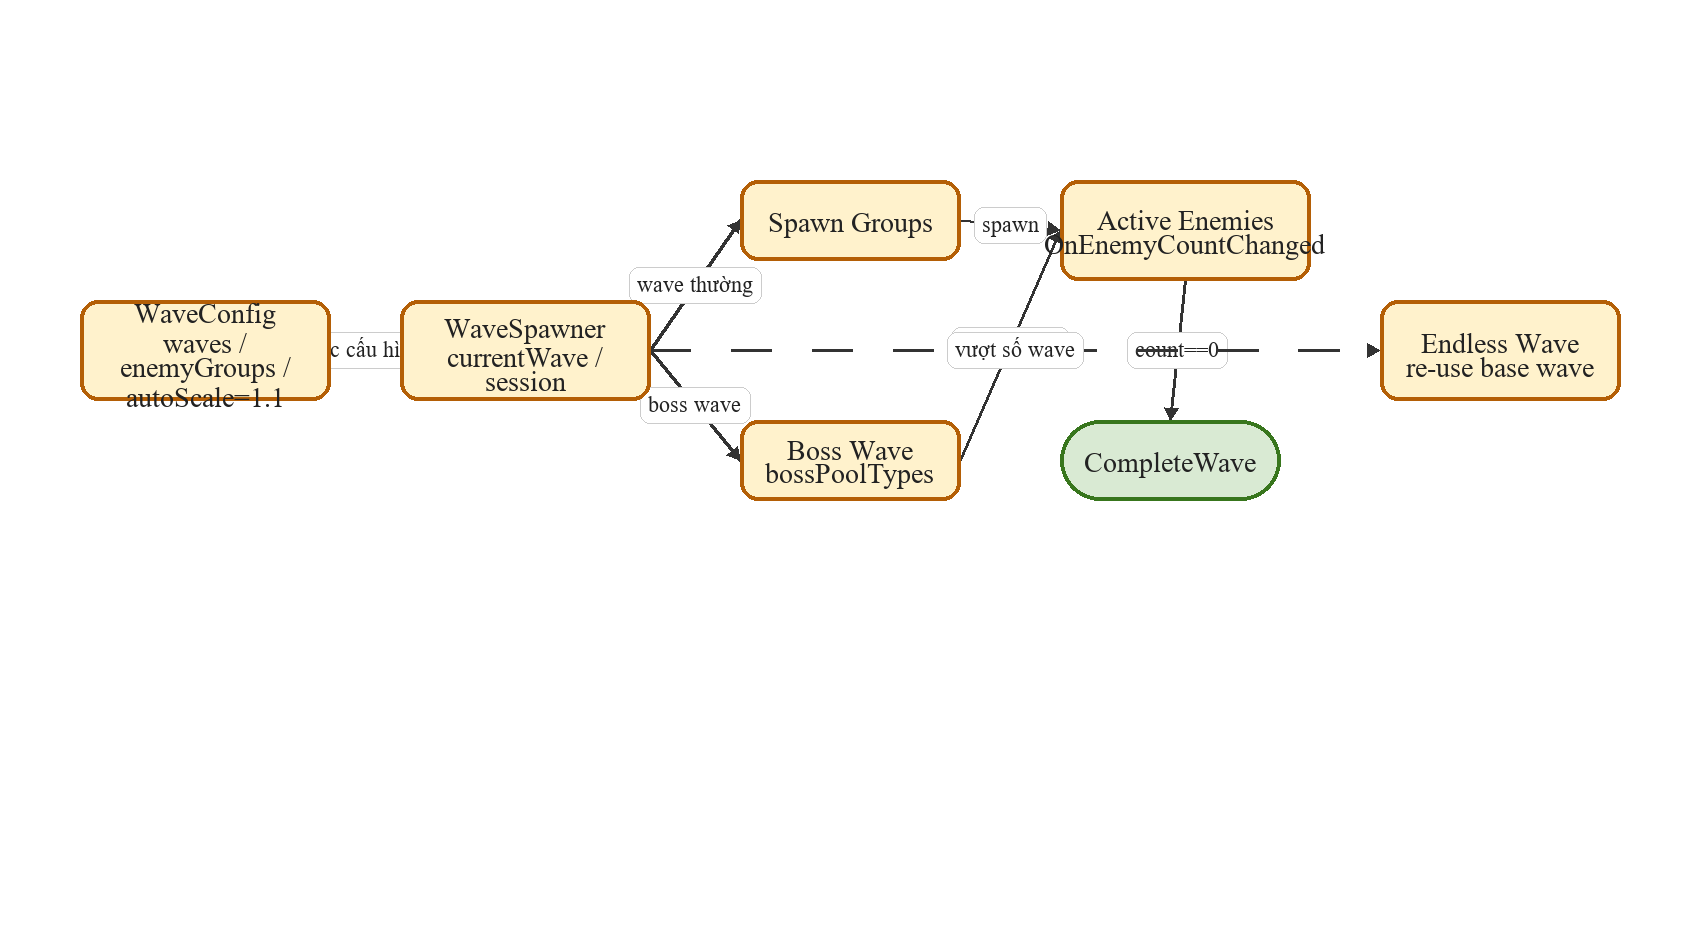 WaveConfig
waves /
enemyGroups /
autoScale=1.1
c cấu hì
WaveSpawner
currentWave /
session
wave thường
boss wave
Spawn Groups
spawn
Boss Wave
bossPoolTypes
Active Enemies
OnEnemyCountChanged
vượt số wave
count==0
CompleteWave
Endless Wave
re-use base wave